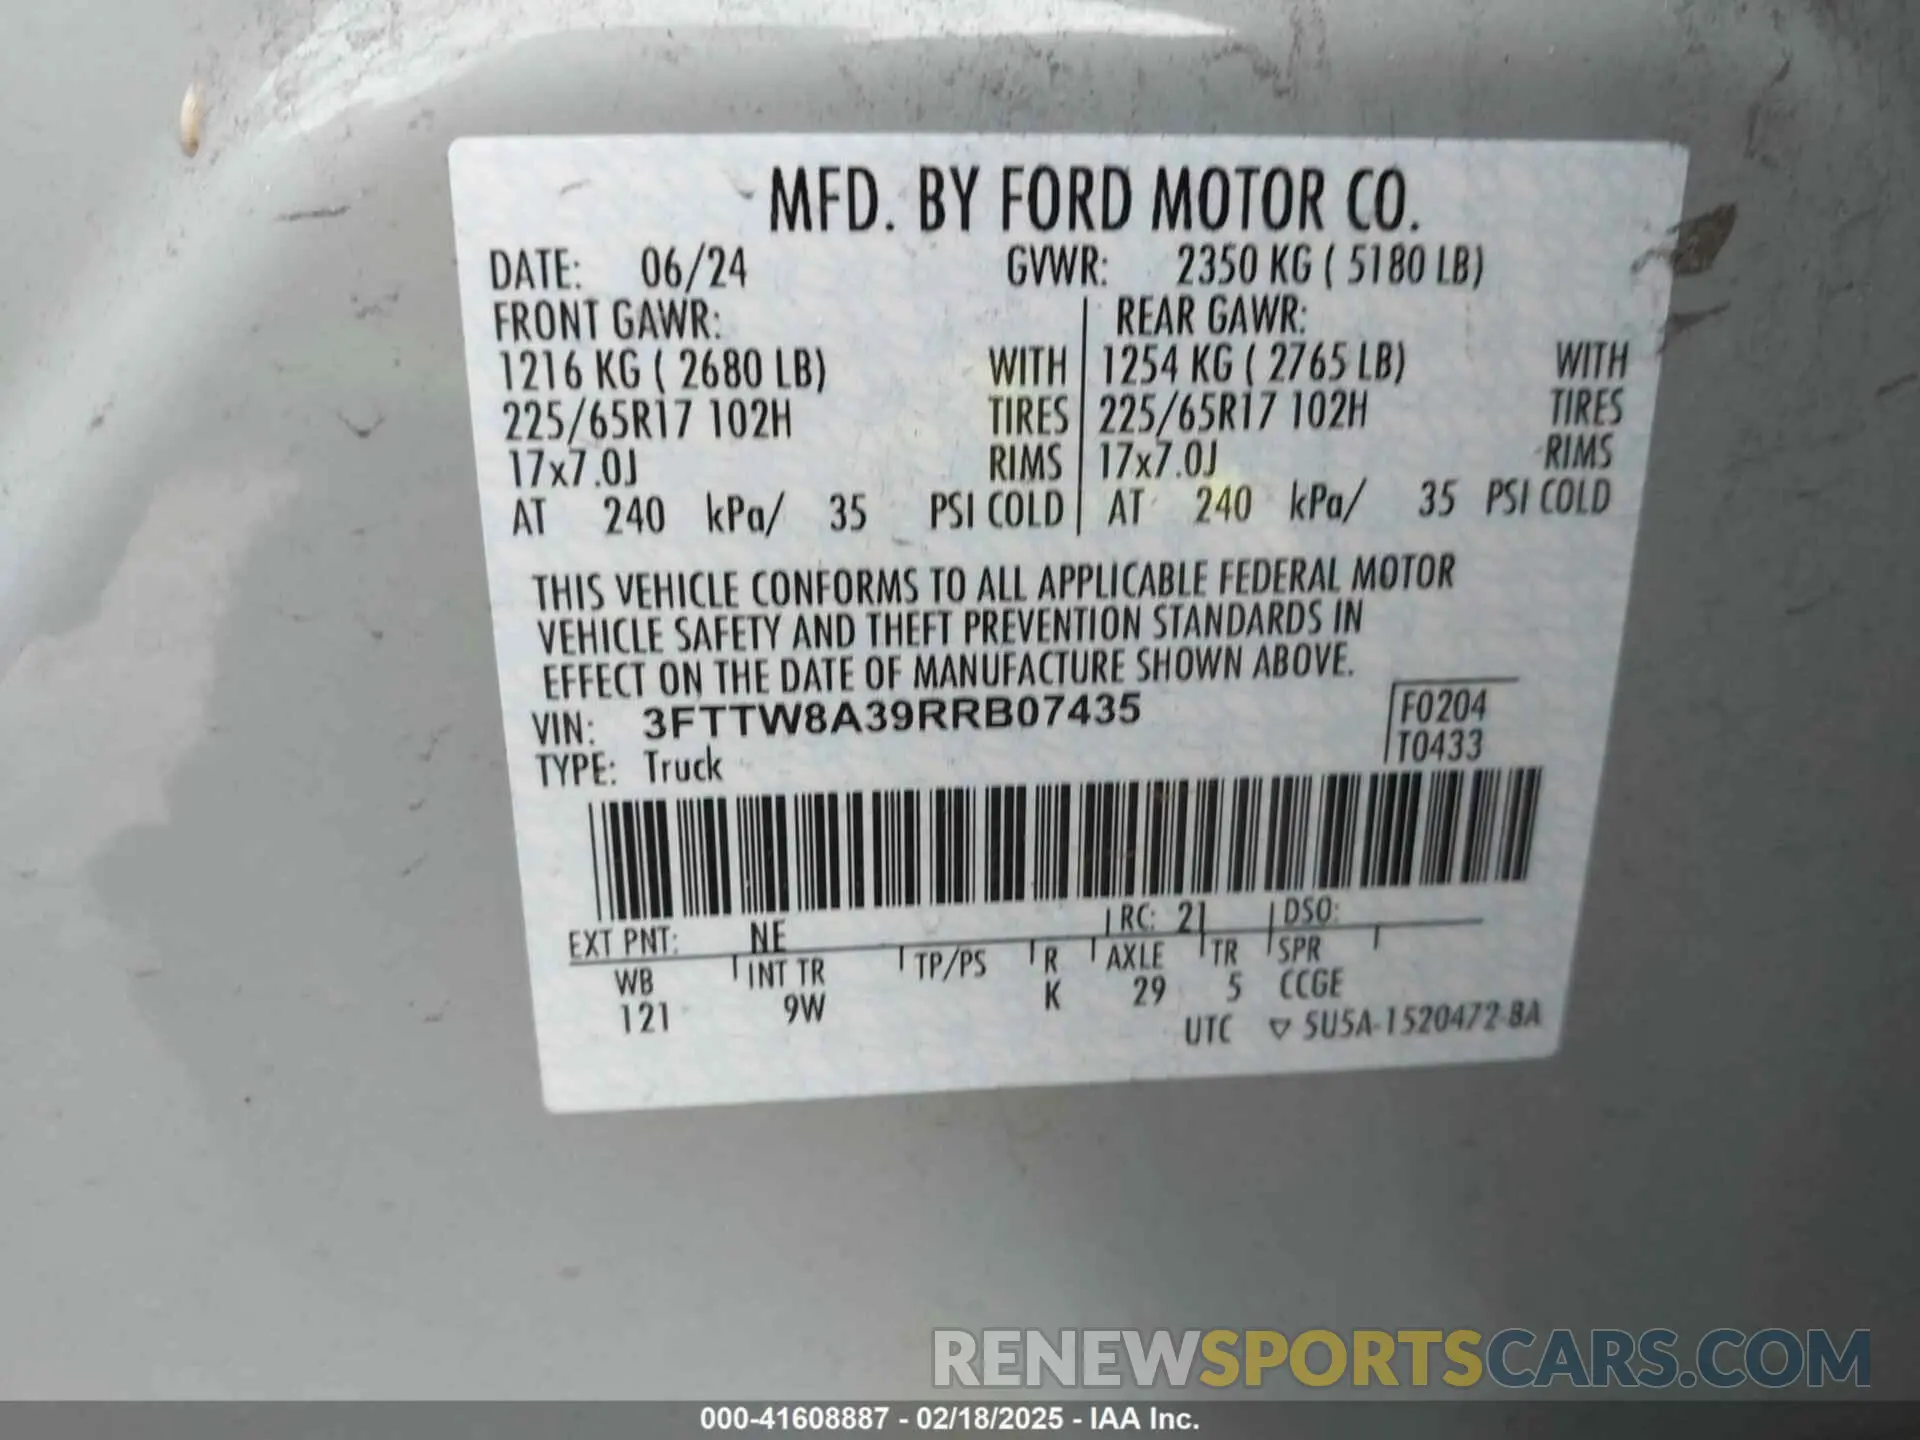 MFD. BY FORD MOTOR CO.
DATE: 06/24 GVWR: 2350 KG ( 5180 LB)
FRONT GAWR: REAR GAWR:
1216 KG ( 2680 LB) WITH 1254 KG ( 2765 LB) WITH
225/65R17 102H TIRES 225/65R17 102H TIRES
17x7.0J RIMS 17x7.0J RIMS
AT 240 kPa/ 35 PSI COLD AT 240 kPa/ 35 PSI COLD
THIS VEHICLE CONFORMS TO ALL APPLICABLE FEDERAL MOTOR
VEHICLE SAFETY AND THEFT PREVENTION STANDARDS IN
EFFECT ON THE DATE OF MANUFACTURE SHOWN ABOVE.
VIN: 3FTTW8A39RRB07435 F0204
TYPE: Truck T0433
EXT PNT: NE RC: 21 DSO:
WB INT TR TP/PS R AXLE TR SPR
121 9W K 29 5 CCGE
UTC ▽ 5U5A-1520472-BA
RENEWSPORTSCARS.COM
000-41608887 - 02/18/2025 - IAA Inc.